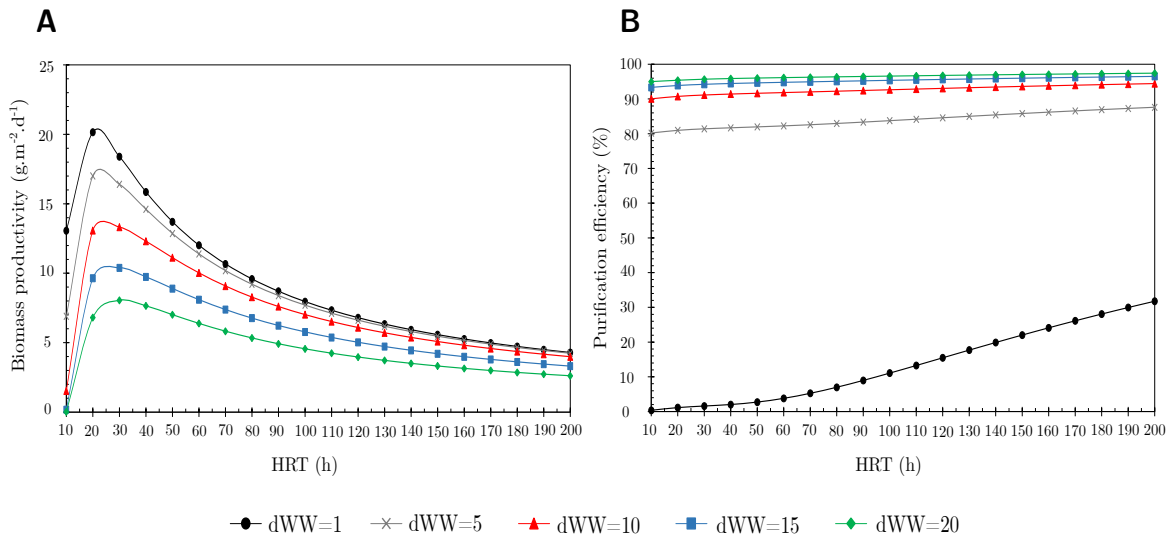 A
B
Biomass productivity (g.m⁻².d⁻¹)
25
20
15
10
5
0
10 20 30 40 50 60 70 80 90 100 110 120 130 140 150 160 170 180 190 200
HRT (h)
Purification efficiency (%)
100
90
80
70
60
50
40
30
20
10
0
10 20 30 40 50 60 70 80 90 100 110 120 130 140 150 160 170 180 190 200
HRT (h)
dWW=1 dWW=5 dWW=10 dWW=15 dWW=20